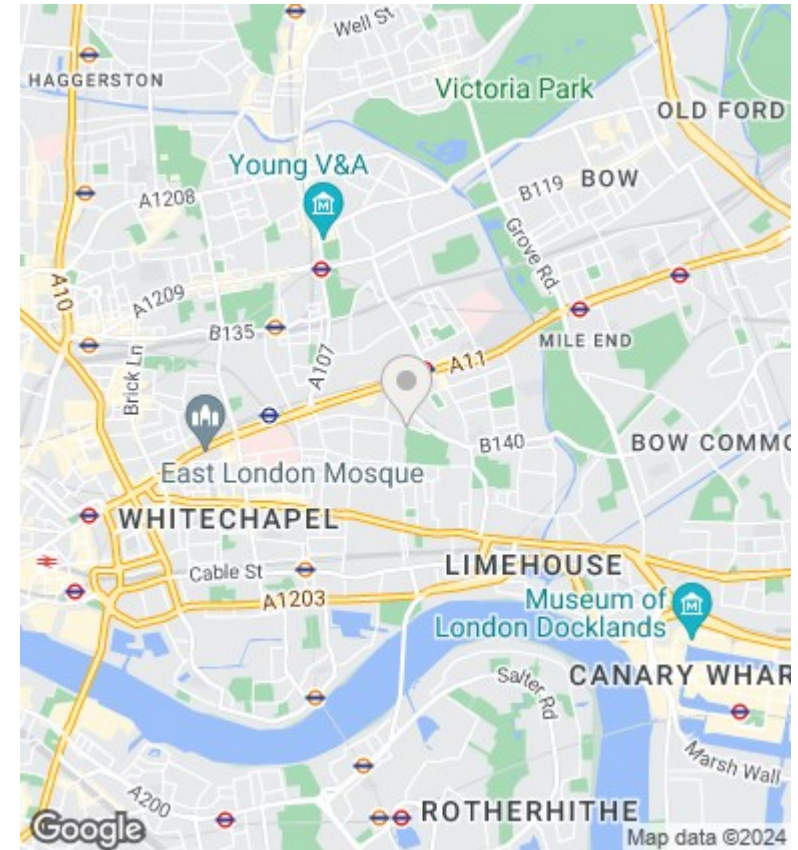 Well St
HAGGERSTON
Victoria Park
OLD FORD
Young V&A
A1208
B119
BOW
Grove Rd
A10
A1209
B135
MILE END
A107
A11
Brick Ln
B140
BOW COMMO
East London Mosque
WHITECHAPEL
LIMEHOUSE
Cable St
A1203
Museum of
London Docklands
Salter Rd
CANARY WHAR
Marsh Wall
A200
ROTHERHITHE
Google
Map data ©2024